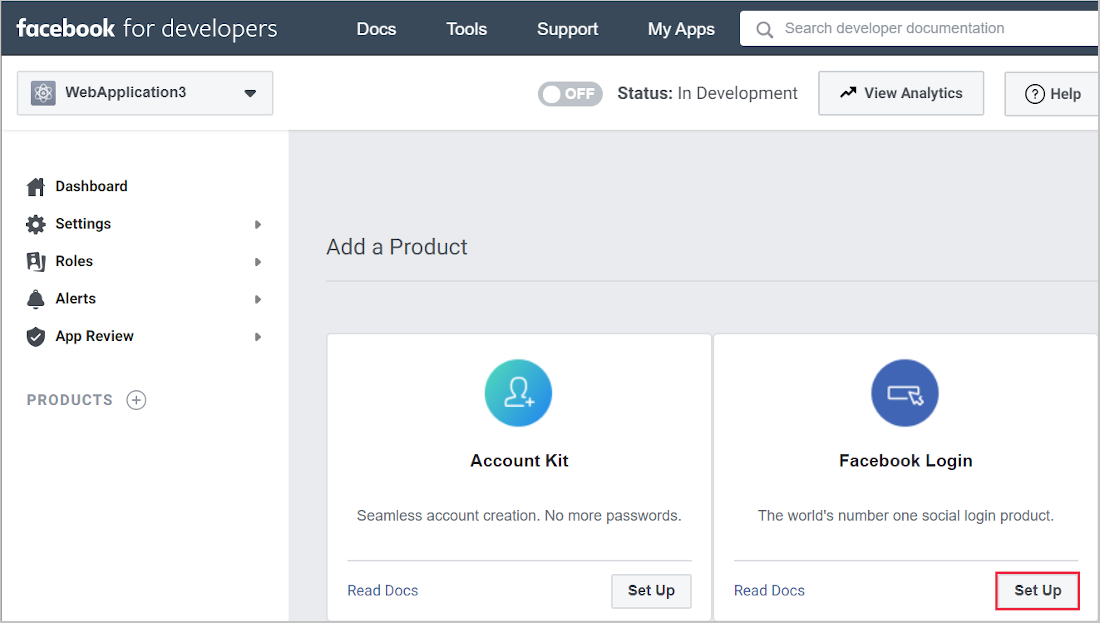 facebook for developers
Docs
Tools
Support
My Apps
Search developer documentation
WebApplication3
OFF
Status: In Development
View Analytics
? Help
Dashboard
Settings
Roles
Alerts
App Review
PRODUCTS
Add a Product
Account Kit
Seamless account creation. No more passwords.
Read Docs
Set Up
Facebook Login
The world's number one social login product.
Read Docs
Set Up